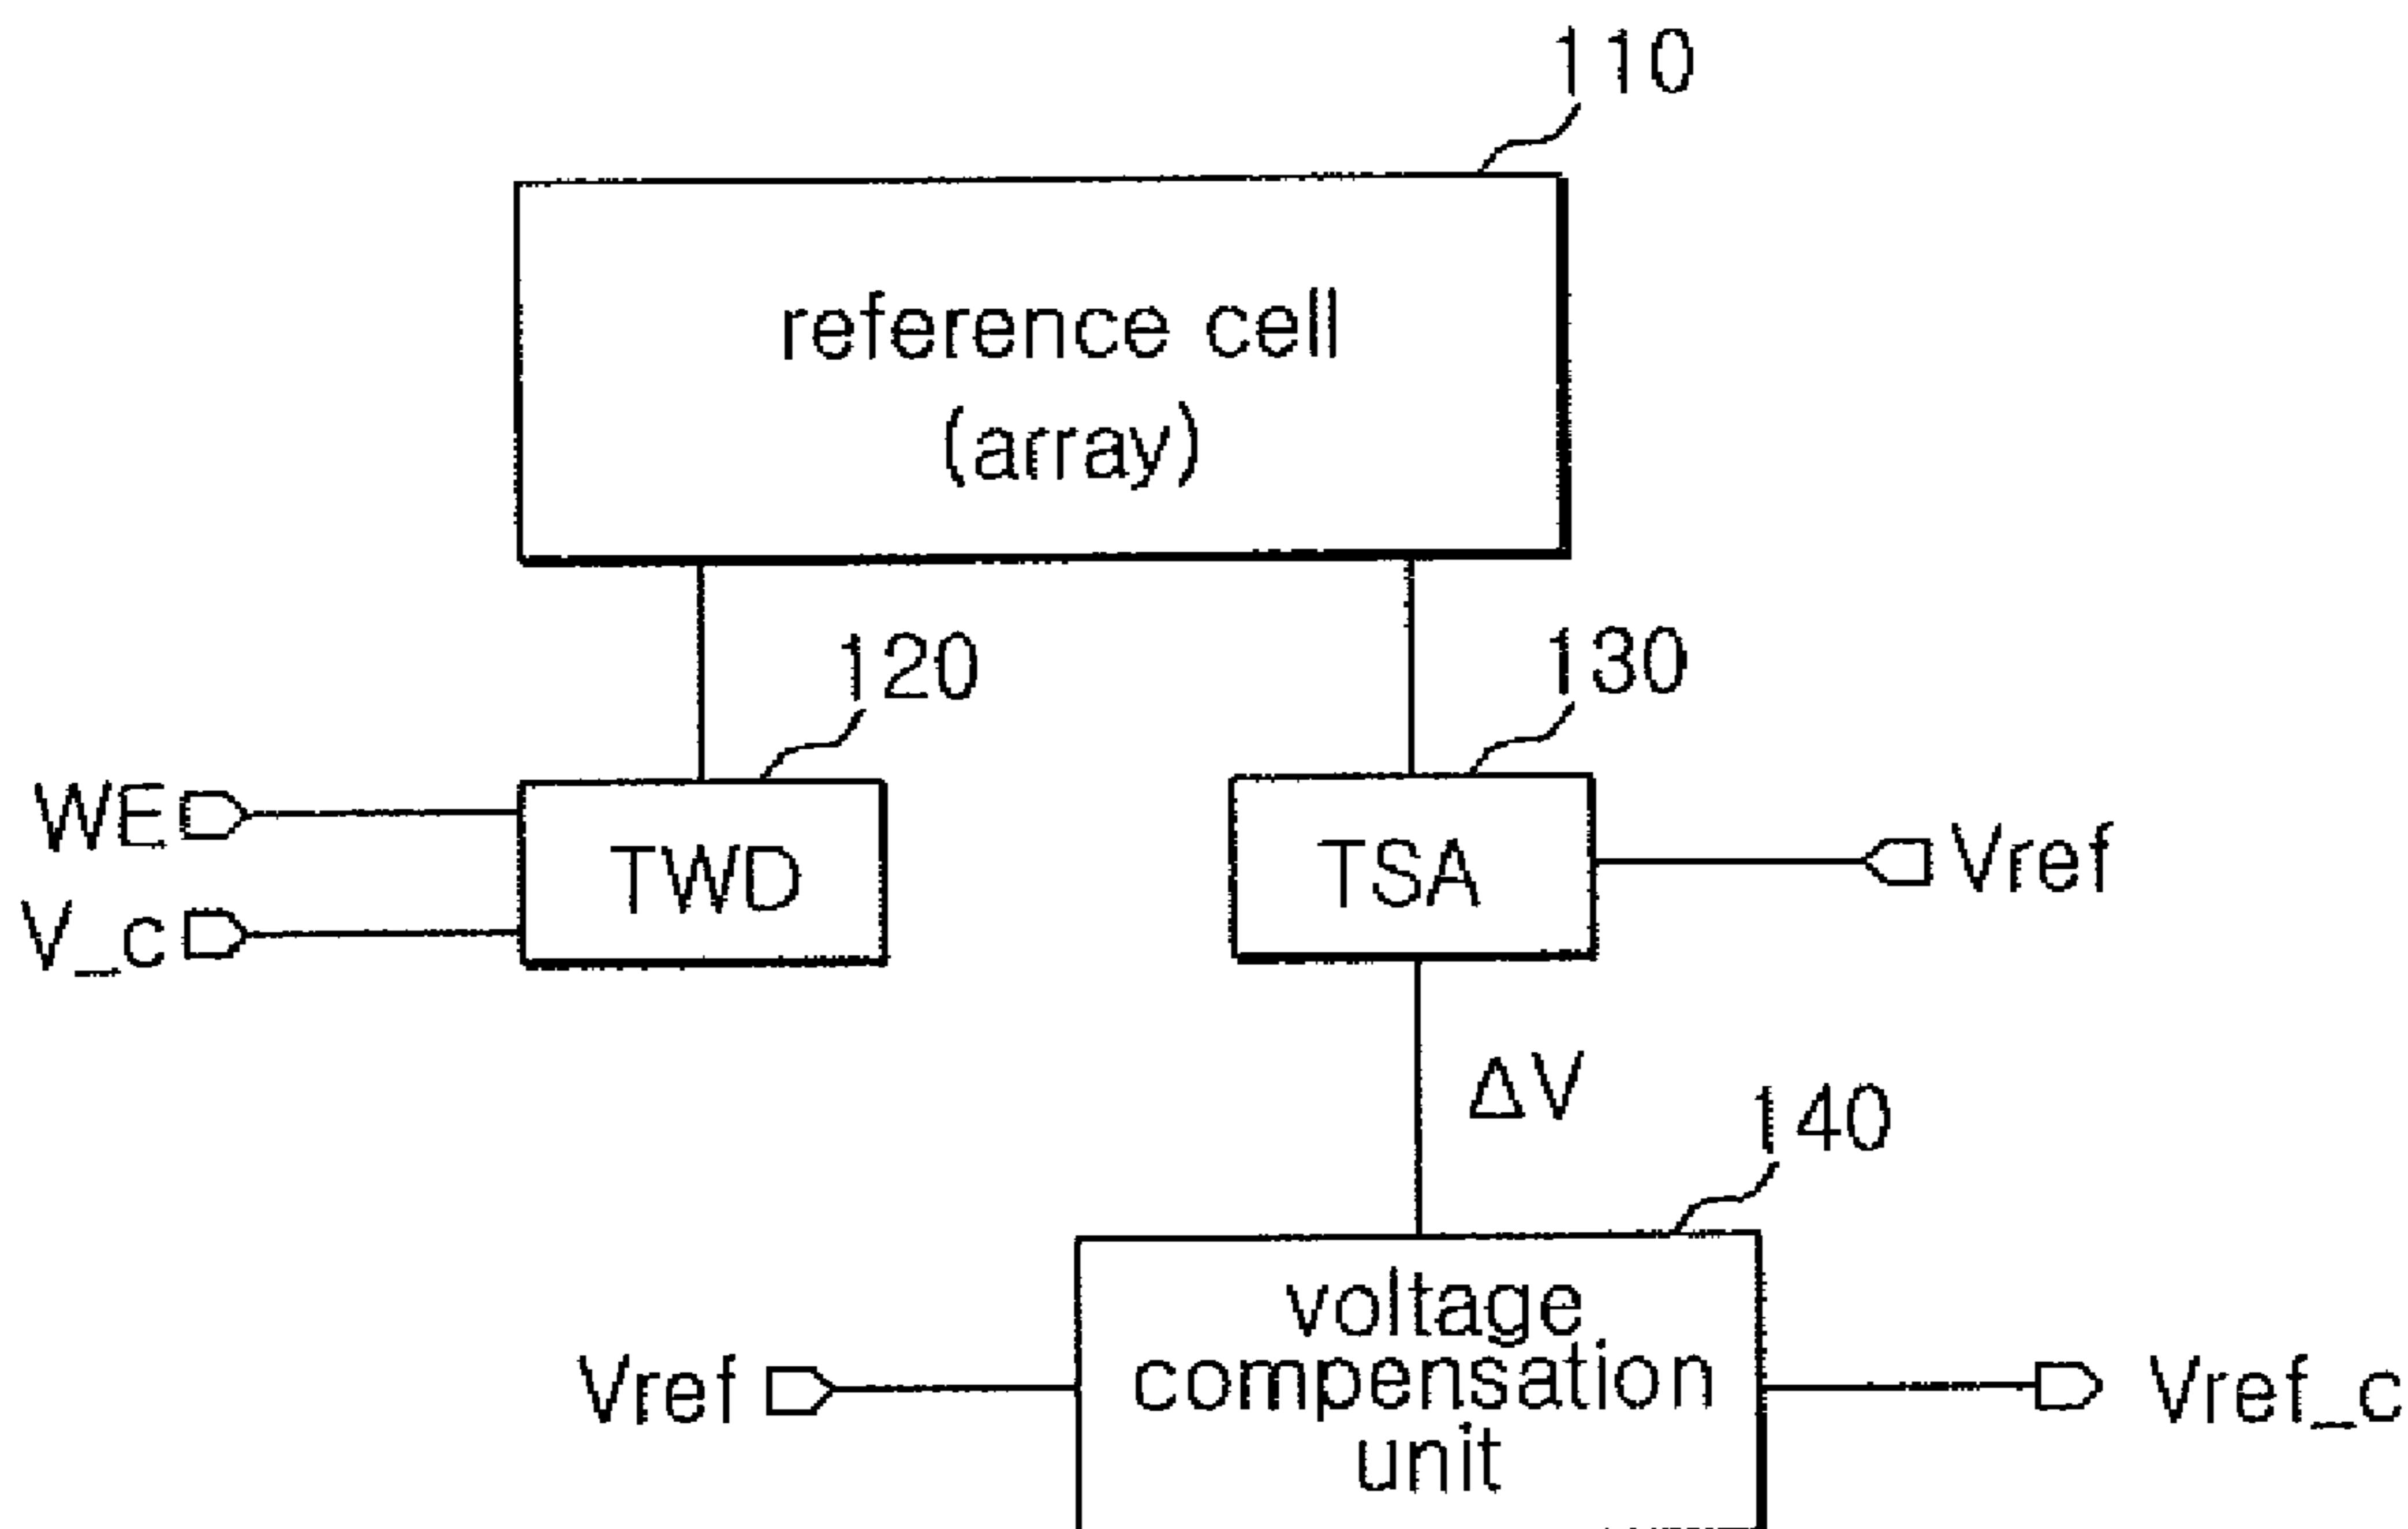 110
reference cell
(array)
120
130
WE
V_c
TWD
TSA
Vref
ΔV
140
Vref
voltage
compensation
unit
Vref_c